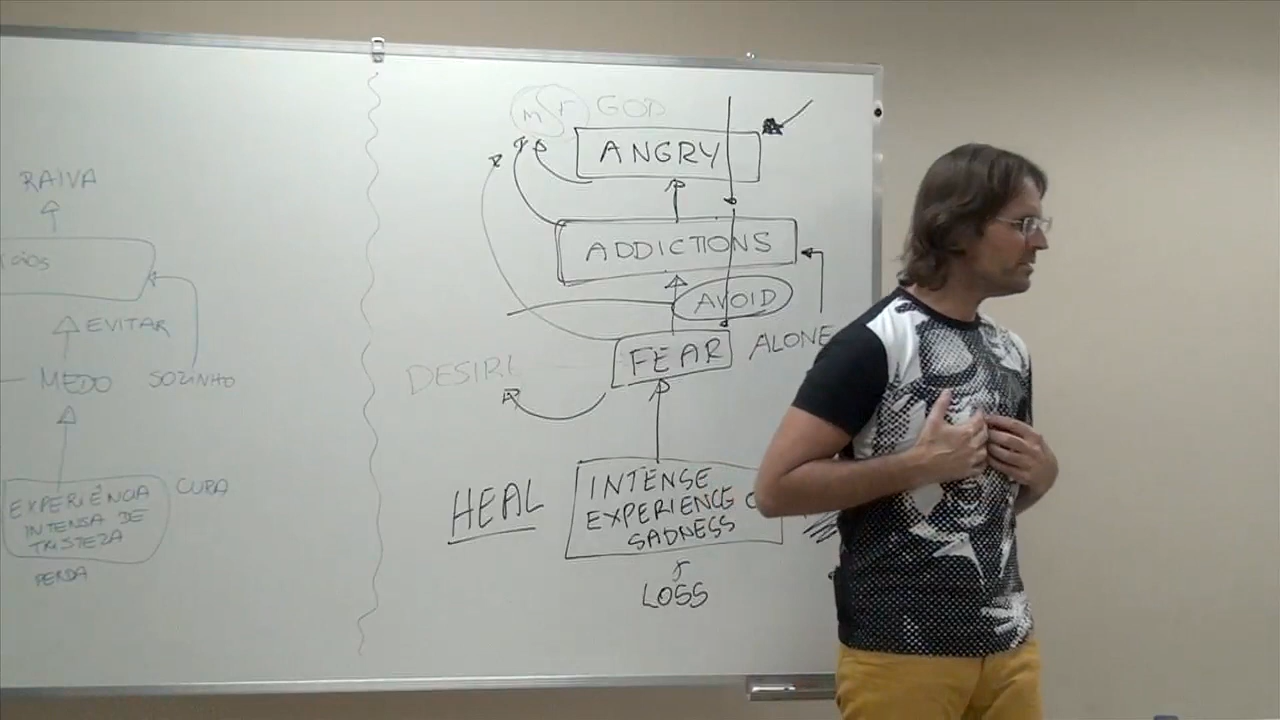 RAIVA
EVITAR
MEDO SOZINHO
EXPERIÊNCIA
INTENSA DE
TRISTEZA
CURA
PERDA
GOD
ANGRY
ADDICTIONS
AVOID
FEAR
ALONE
HEAL
INTENSE
EXPERIENCE
SADNESS
LOSS